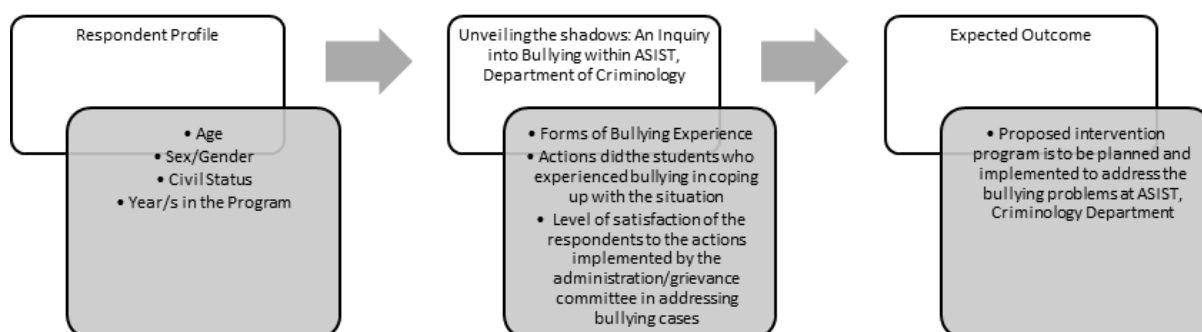 Respondent Profile
• Age
• Sex/Gender
• Civil Status
• Year/s in the Program
Unveiling the shadows: An Inquiry
into Bullying within ASIST,
Department of Criminology
• Forms of Bullying Experience
• Actions did the students who
experienced bullying in coping
up with the situation
• Level of satisfaction of the
respondents to the actions
implemented by the
administration/grievance
committee in addressing
bullying cases
Expected Outcome
• Proposed intervention
program is to be planned and
implemented to address the
bullying problems at ASIST,
Criminology Department